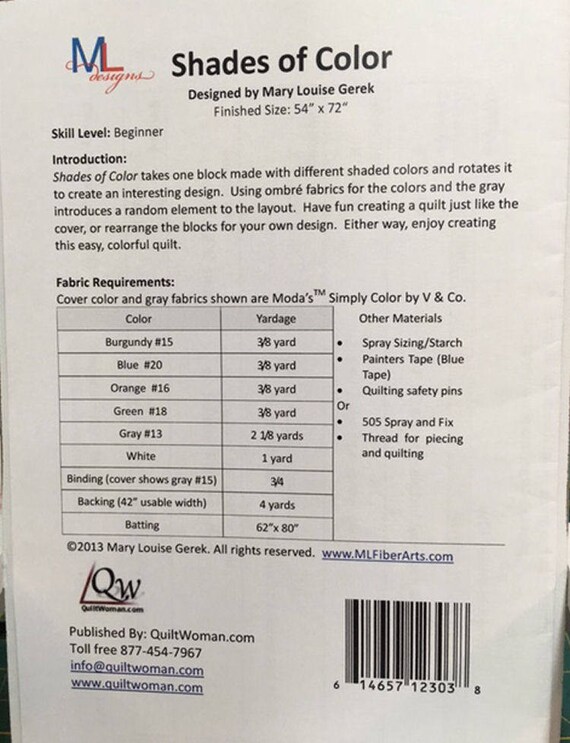 ML
designs
Shades of Color
Designed by Mary Louise Gerek
Finished Size: 54” x 72“
Skill Level: Beginner
Introduction:
Shades of Color takes one block made with different shaded colors and rotates it
to create an interesting design. Using ombré fabrics for the colors and the gray
introduces a random element to the layout. Have fun creating a quilt just like the
cover, or rearrange the blocks for your own design. Either way, enjoy creating
this easy, colorful quilt.
Fabric Requirements:
Cover color and gray fabrics shown are Moda’s™ Simply Color by V & Co.
Color Yardage
Burgundy #15 3/8 yard
Blue #20 3/8 yard
Orange #16 3/8 yard
Green #18 3/8 yard
Gray #13 2 1/8 yards
White 1 yard
Binding (cover shows gray #15) 3/4
Backing (42” usable width) 4 yards
Batting 62”x 80”
Other Materials
• Spray Sizing/Starch
• Painters Tape (Blue
Tape)
• Quilting safety pins
Or
• 505 Spray and Fix
• Thread for piecing
and quilting
©2013 Mary Louise Gerek. All rights reserved. www.MLFiberArts.com
QW
QuiltWoman.com
Published By: QuiltWoman.com
Toll free 877-454-7967
info@quiltwoman.com
www.quiltwoman.com
6 14657 12303 8